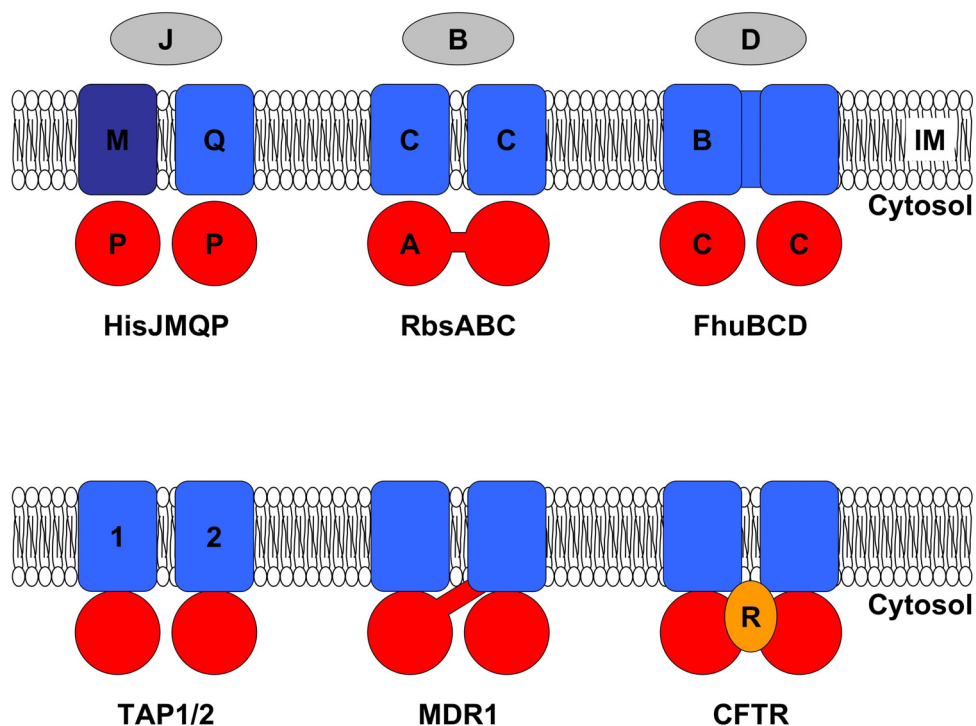 J B D
M Q C C B IM
Cytosol
P P A C C
HisJMQP RbsABC FhuBCD
1 2
Cytosol
R
TAP1/2 MDR1 CFTR